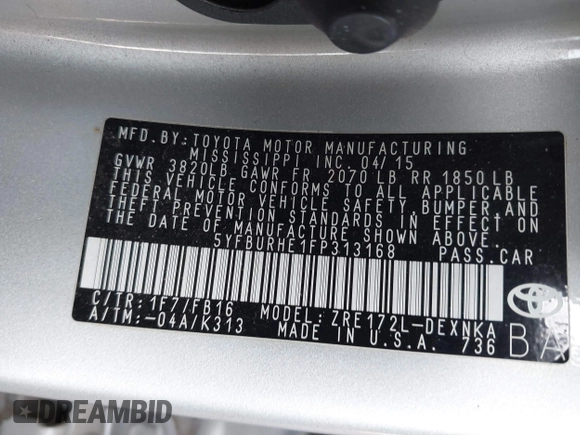 MFD. BY: TOYOTA MOTOR MANUFACTURING
MISSISSIPPI INC. 04/15
GVWR 3820LB GAWR FR 2070 LB RR 1850 LB
THIS VEHICLE CONFORMS TO ALL APPLICABLE
FEDERAL MOTOR VEHICLE SAFETY, BUMPER, AND
THEFT PREVENTION STANDARDS IN EFFECT ON
THE DATE OF MANUFACTURE SHOWN ABOVE.
5YFBURHE1FP313168 PASS. CAR
C/TR: 1F7/FB16 MODEL: ZRE172L-DEXNKA
A/TM:-04A/K313 MADE IN U.S.A. 736
BA
DREAMBID